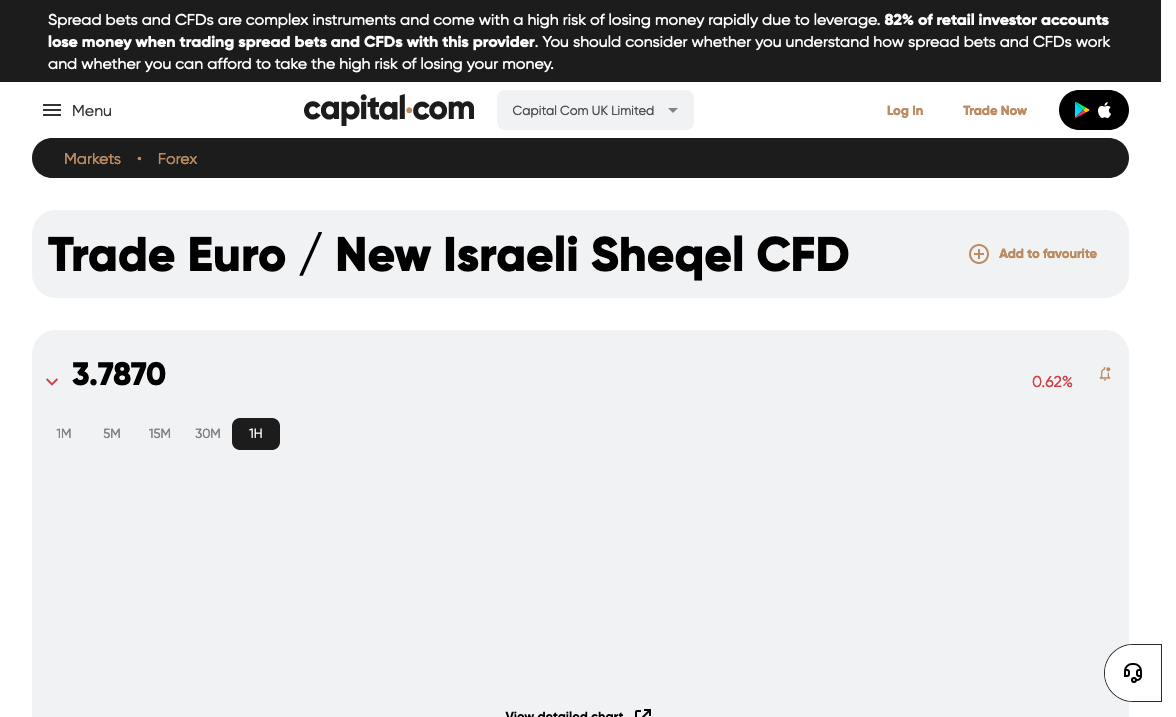 Spread bets and CFDs are complex instruments and come with a high risk of losing money rapidly due to leverage. 82% of retail investor accounts
lose money when trading spread bets and CFDs with this provider. You should consider whether you understand how spread bets and CFDs work
and whether you can afford to take the high risk of losing your money.
Menu
capital.com
Capital Com UK Limited
Log In
Trade Now
Markets • Forex
Trade Euro / New Israeli Sheqel CFD
Add to favourite
3.7870
0.62%
1M 5M 15M 30M 1H
View detailed chart